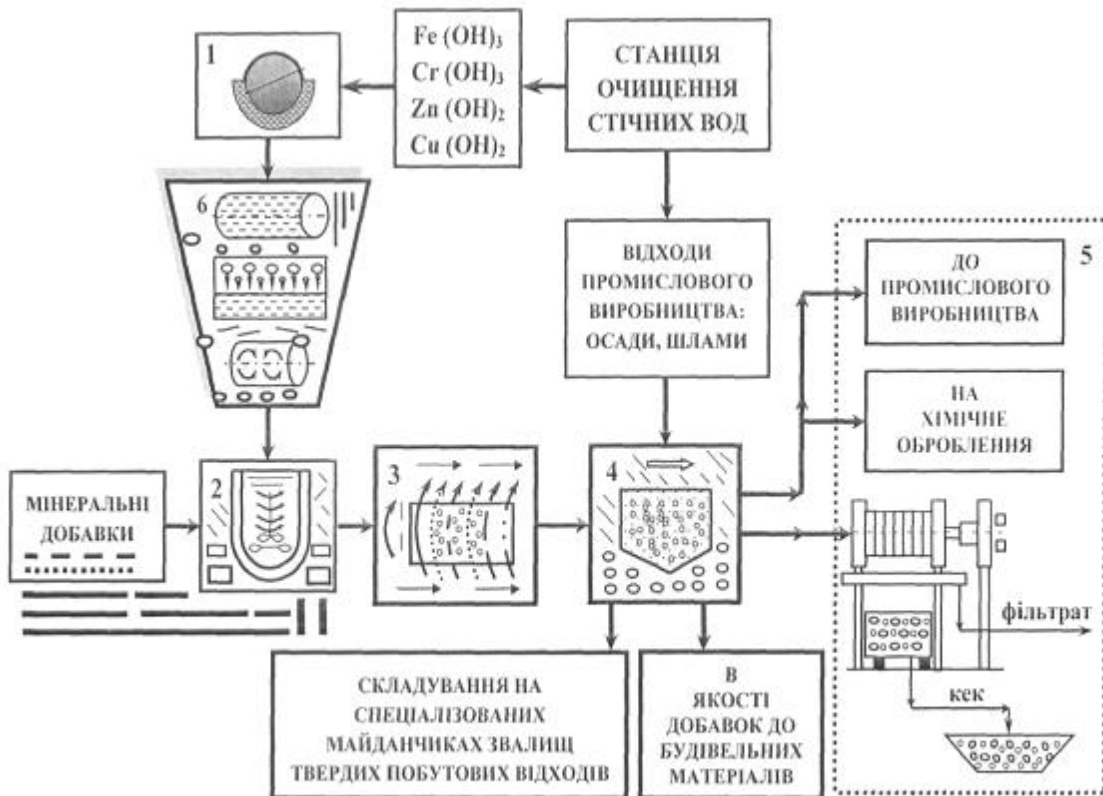 1
Fe (OH)₃
Cr (OH)₃
Zn (OH)₂
Cu (OH)₂
СТАНЦІЯ
ОЧИЩЕННЯ
СТІЧНИХ ВОД
6
ВІДХОДИ
ПРОМИСЛОВОГО
ВИРОБНИЦТВА:
ОСАДИ, ШЛАМИ
5
ДО
ПРОМИСЛОВОГО
ВИРОБНИЦТВА
НА
ХІМІЧНЕ
ОБРОБЛЕННЯ
МІНЕРАЛЬНІ
ДОБАВКИ
2
3
4
фільтрат
кек
СКЛАДУВАННЯ НА
СПЕЦІАЛІЗОВАНИХ
МАЙДАНЧИКАХ ЗВАЛИЩ
ТВЕРДИХ ПОБУТОВИХ ВІДХОДІВ
В
ЯКОСТІ
ДОБАВОК ДО
БУДІВЕЛЬНИХ
МАТЕРІАЛІВ